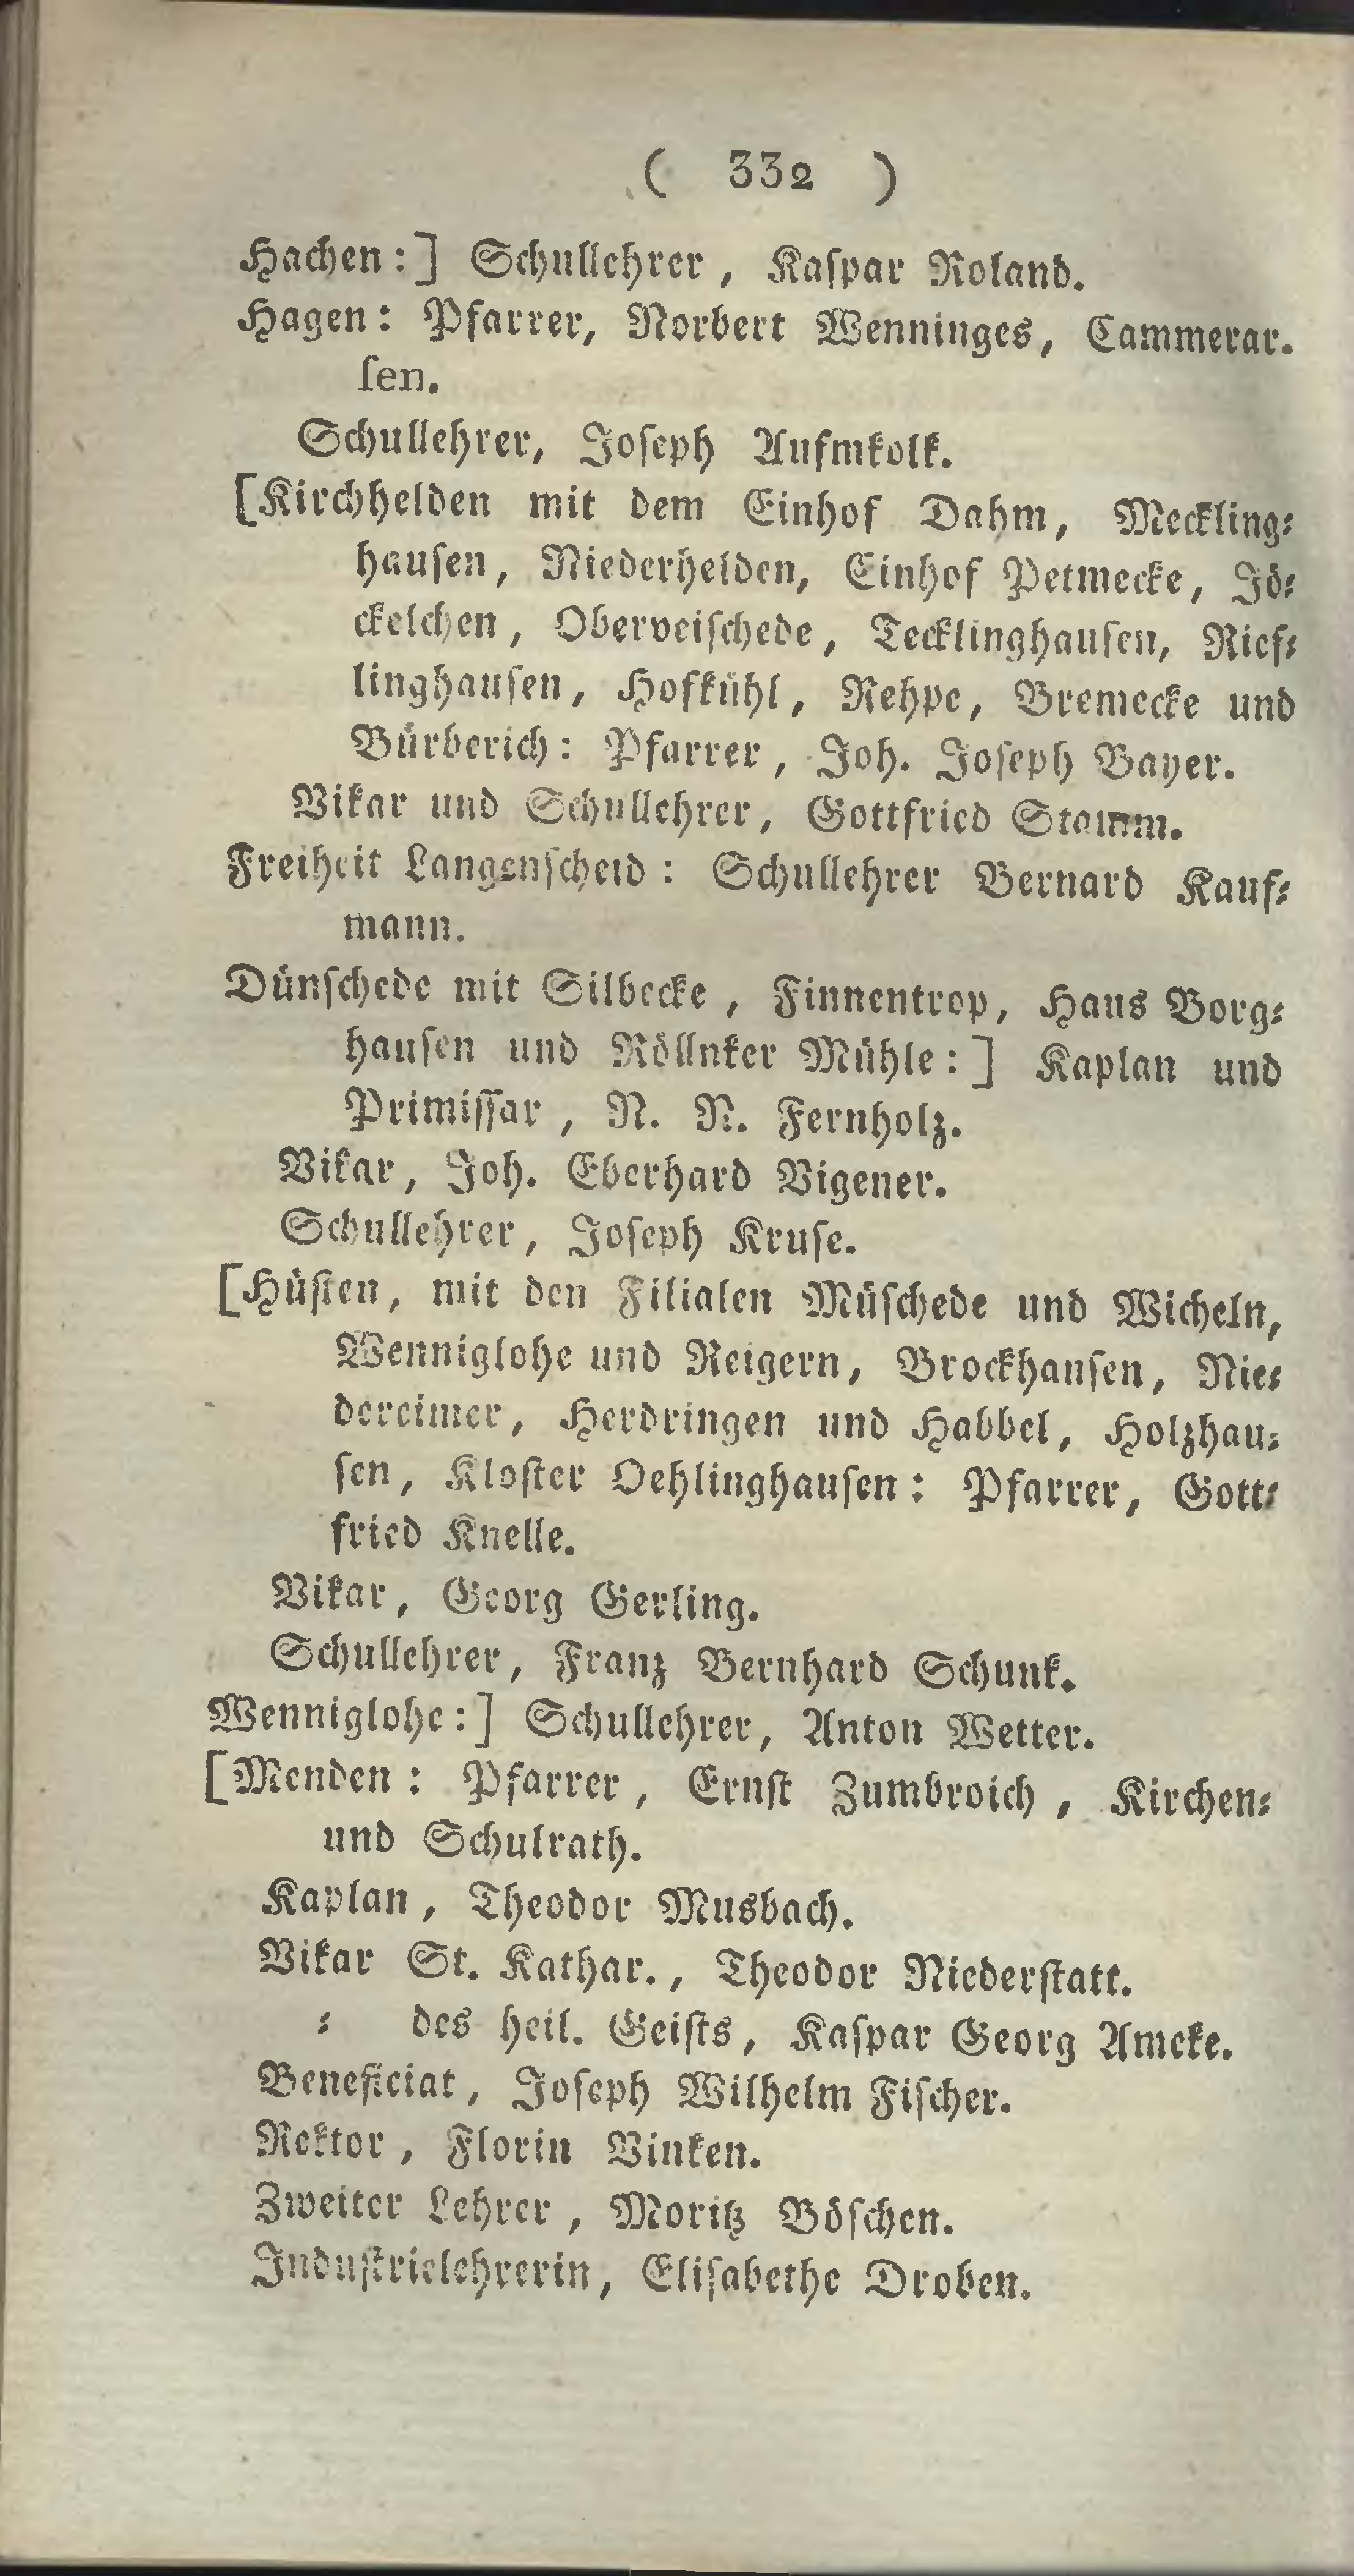 ( 332 )
Hachen:] Schullehrer, Kaspar Roland.
Hagen: Pfarrer, Norbert Wenninges, Cammerar.
sen.
Schullehrer, Joseph Aufmkolk.
[Kirchhelden mit dem Einhof Dahm, Meckling⸗
hausen, Niederhelden, Einhof Petmecke, Jö⸗
ckelchen, Oberveischede, Tecklinghausen, Rief⸗
linghausen, Hofkühl, Rehpe, Bremecke und
Bürberich: Pfarrer, Joh. Joseph Bayer.
Vikar und Schullehrer, Gottfried Stamm.
Freiheit Langenscheid: Schullehrer Bernard Kauf⸗
mann.
Dünschede mit Silbecke, Finnentrop, Haus Borg⸗
hausen und Röllnker Mühle:] Kaplan und
Primissar, N. N. Fernholz.
Vikar, Joh. Eberhard Vigener.
Schullehrer, Joseph Kruse.
[Hüsten, mit den Filialen Müschede und Wicheln,
Wenniglohe und Reigern, Brockhausen, Nie⸗
dereimer, Herdringen und Habbel, Holzhau⸗
sen, Kloster Oehlinghausen: Pfarrer, Gott⸗
fried Knelle.
Vikar, Georg Gerling.
Schullehrer, Franz Bernhard Schunk.
Wenniglohe:] Schullehrer, Anton Wetter.
[Menden: Pfarrer, Ernst Zumbroich, Kirchen⸗
und Schulrath.
Kaplan, Theodor Musbach.
Vikar St. Kathar., Theodor Niederstatt.
⸗ des heil. Geists, Kaspar Georg Amcke.
Beneficiat, Joseph Wilhelm Fischer.
Rektor, Florin Vinken.
Zweiter Lehrer, Moritz Böschen.
Industrielehrerin, Elisabethe Droben.